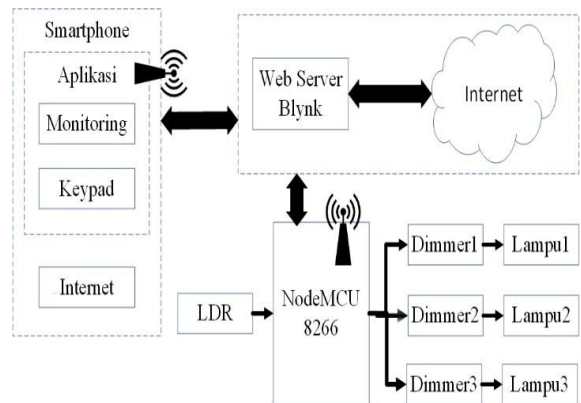 Smartphone
Aplikasi
Monitoring
Keypad
Internet
Web Server
Blynk
Internet
LDR
NodeMCU
8266
Dimmer1
Lampu1
Dimmer2
Lampu2
Dimmer3
Lampu3